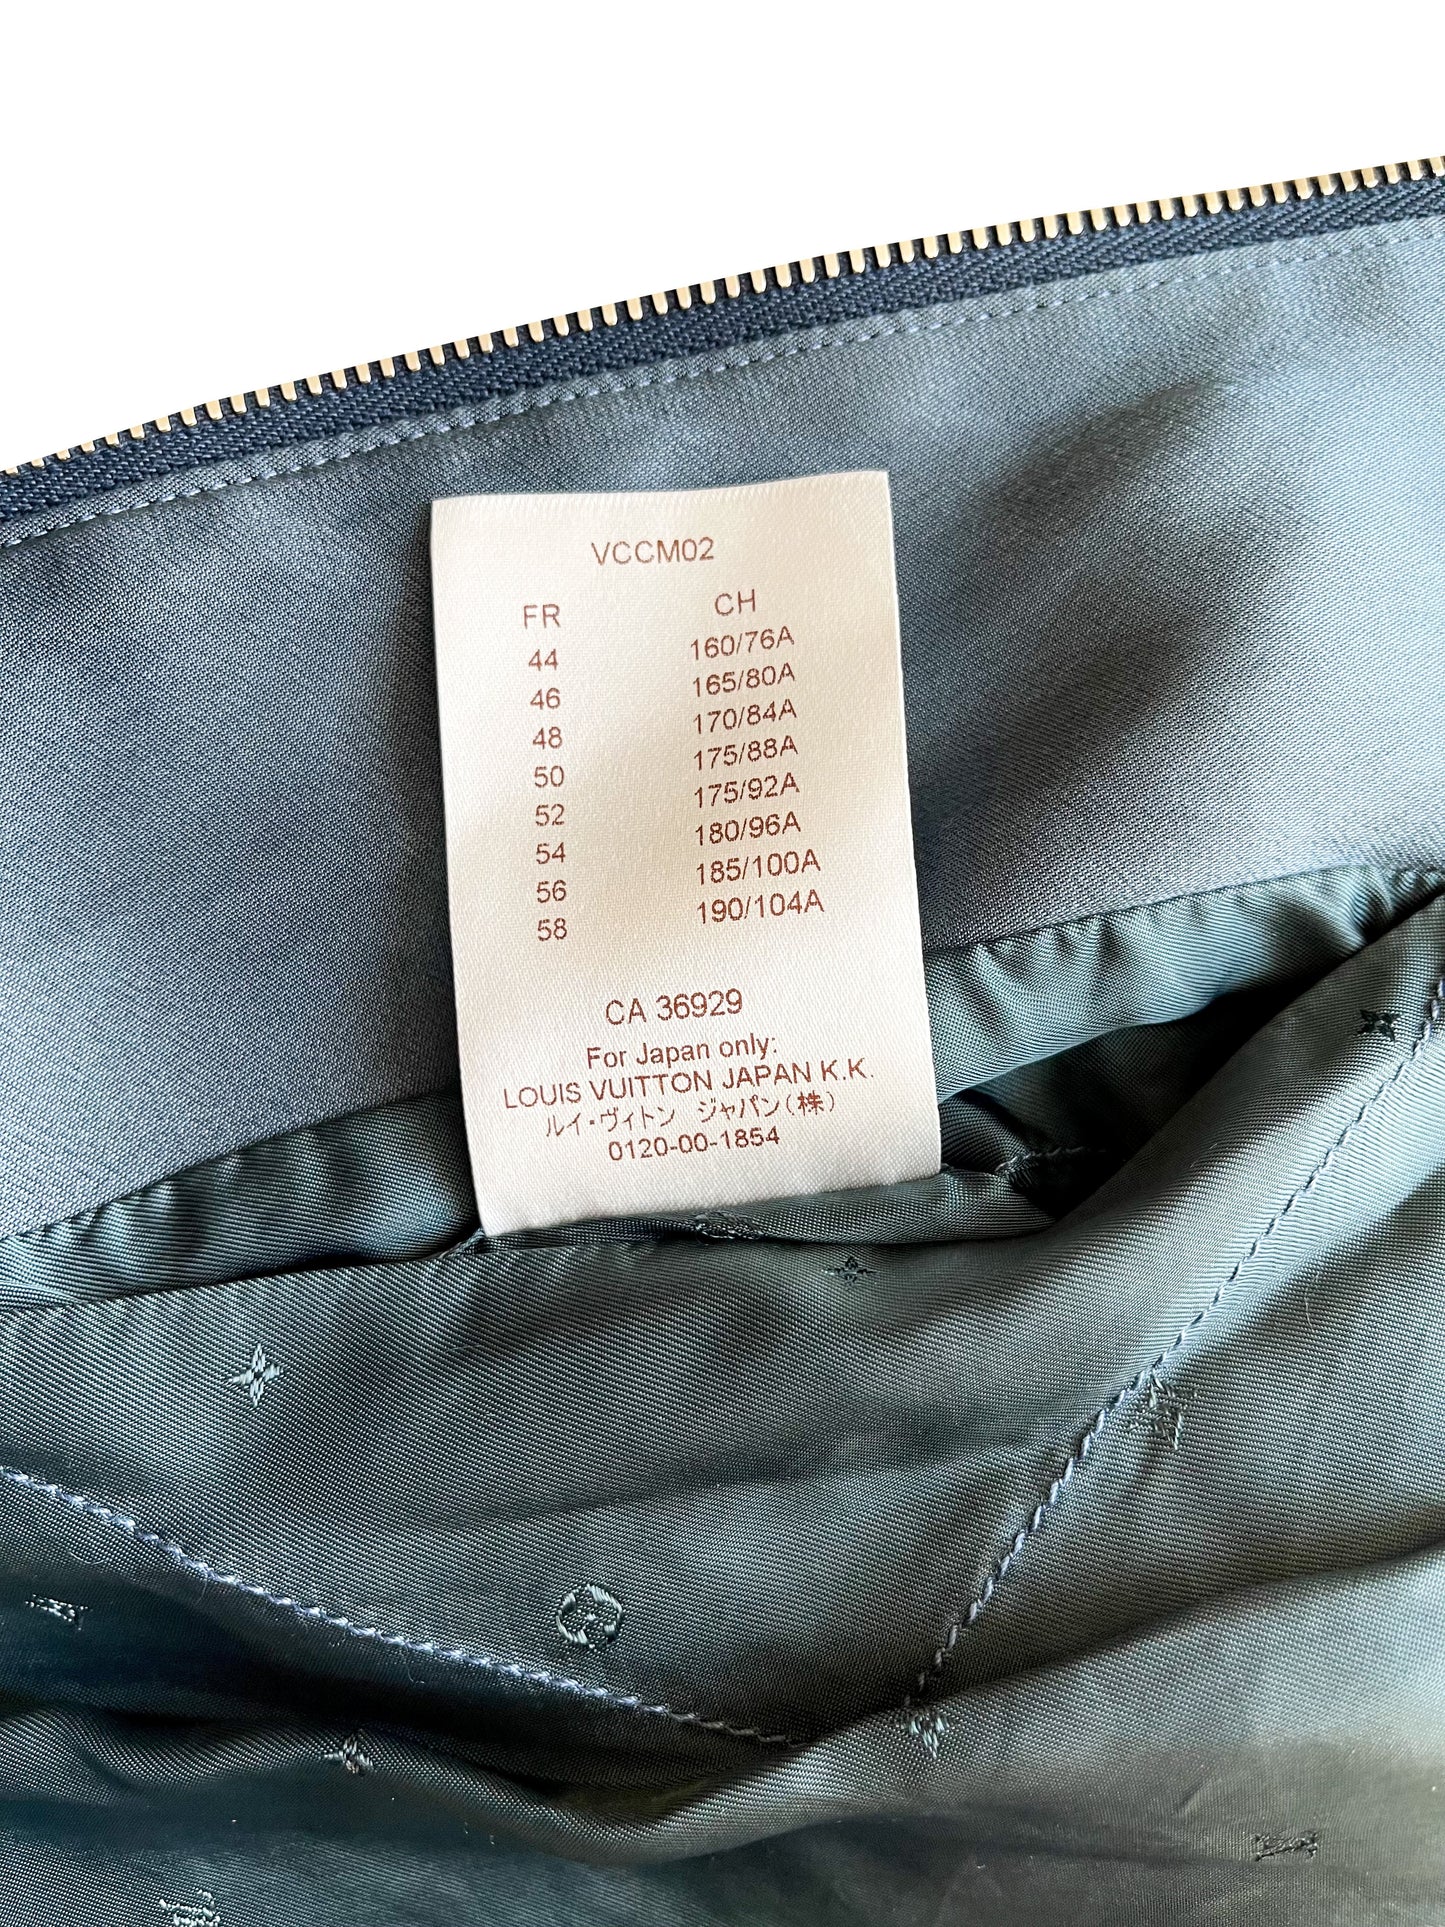 VCCM02
FR CH
44 160/76A
46 165/80A
48 170/84A
50 175/88A
52 175/92A
54 180/96A
56 185/100A
58 190/104A
CA 36929
For Japan only:
LOUIS VUITTON JAPAN K.K.
ルイ・ヴィトン ジャパン(株)
0120-00-1854